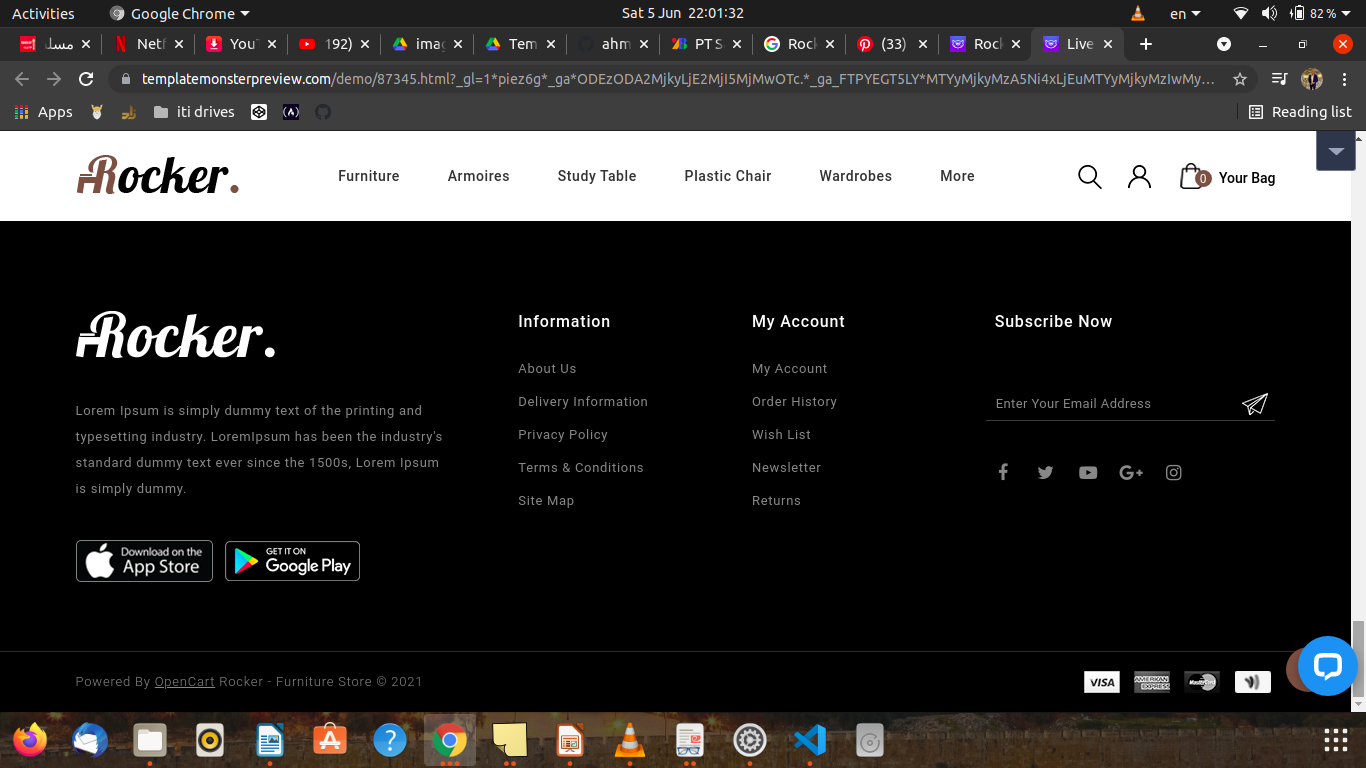 Activities
Google Chrome
Sat 5 Jun 22:01:32
en
82 %
مسل
Netf
YouT
192)
imag
Tem
ahm
PT Sa
Rock
(33)
Rock
Live
templatemonsterpreview.com/demo/87345.html?_gl=1*piez6g*_ga*ODEzODA2MjkyLjE2MjI5MjMwOTc.*_ga_FTPYEGT5LY*MTYyMjkyMzA5Ni4xLjEuMTYyMjkyMzIwMy...
Apps
iti drives
Reading list
Rocker.
Furniture
Armoires
Study Table
Plastic Chair
Wardrobes
More
0
Your Bag
Rocker.
Lorem Ipsum is simply dummy text of the printing and
typesetting industry. LoremIpsum has been the industry's
standard dummy text ever since the 1500s, Lorem Ipsum
is simply dummy.
Download on the
App Store
GET IT ON
Google Play
Information
About Us
Delivery Information
Privacy Policy
Terms & Conditions
Site Map
My Account
My Account
Order History
Wish List
Newsletter
Returns
Subscribe Now
Enter Your Email Address
Powered By OpenCart Rocker - Furniture Store © 2021
VISA
AMERICAN
EXPRESS
MasterCard